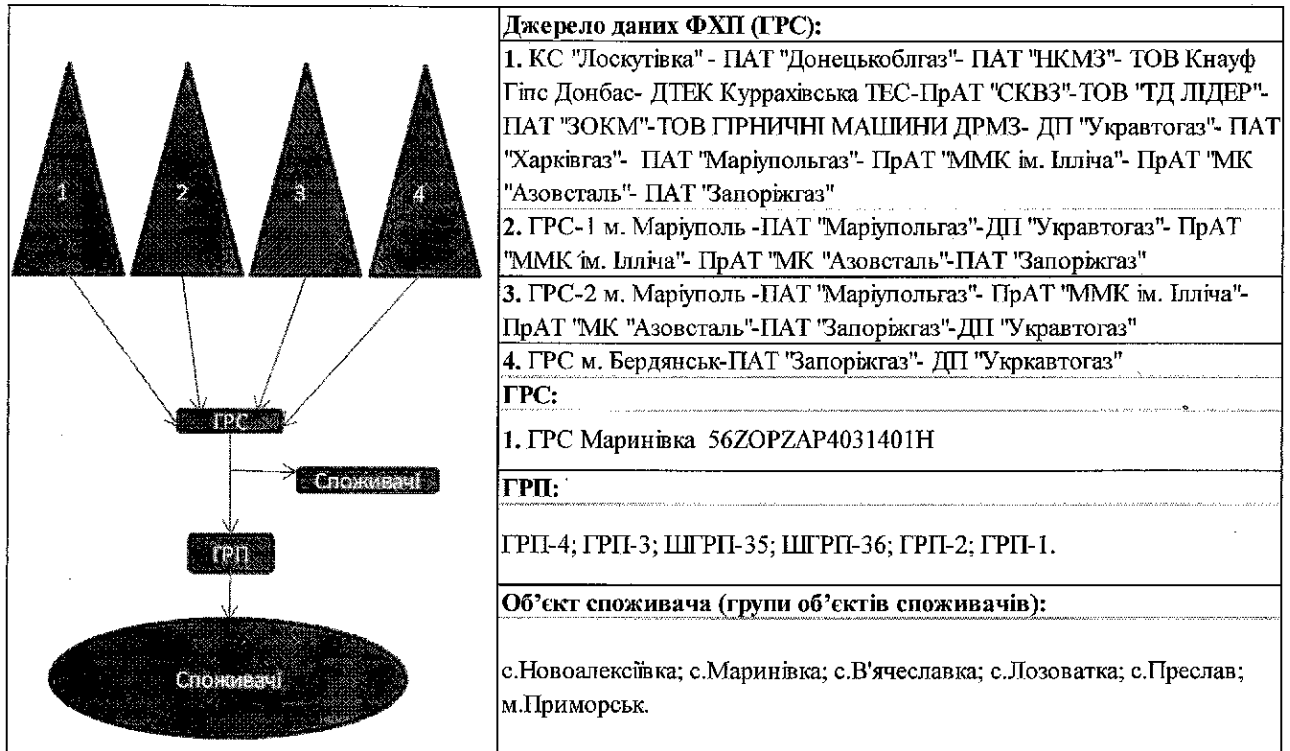 1
2
3
4
ГРС
Споживачі
ГРП
Споживачі
Джерело даних ФХП (ГРС):
1. КС "Лоскутівка" - ПАТ "Донецькоблгаз"- ПАТ "НКМЗ"- ТОВ Кнауф
Гіпс Донбас- ДТЕК Куррахівська ТЕС-ПрАТ "СКВЗ"-ТОВ "ТД ЛІДЕР"-
ПАТ "ЗОКМ"-ТОВ ГІРНИЧНІ МАШИНИ ДРМЗ- ДП "Укравтогаз"- ПАТ
"Харківгаз"- ПАТ "Маріупольгаз"- ПрАТ "ММК ім. Ілліча"- ПрАТ "МК
"Азовсталь"- ПАТ "Запоріжгаз"
2. ГРС-1 м. Маріуполь -ПАТ "Маріупольгаз"-ДП "Укравтогаз"- ПрАТ
"ММК ім. Ілліча"- ПрАТ "МК "Азовсталь"-ПАТ "Запоріжгаз"
3. ГРС-2 м. Маріуполь -ПАТ "Маріупольгаз"- ПрАТ "ММК ім. Ілліча"-
ПрАТ "МК "Азовсталь"-ПАТ "Запоріжгаз"-ДП "Укравтогаз"
4. ГРС м. Бердянськ-ПАТ "Запоріжгаз"- ДП "Укркавтогаз"
ГРС:
1. ГРС Маринівка 56ZOPZAP4031401H
ГРП:
ГРП-4; ГРП-3; ШГРП-35; ШГРП-36; ГРП-2; ГРП-1.
Об’єкт споживача (групи об’єктів споживачів):
с.Новоалексіївка; с.Маринівка; с.В'ячеславка; с.Лозоватка; с.Преслав;
м.Приморськ.